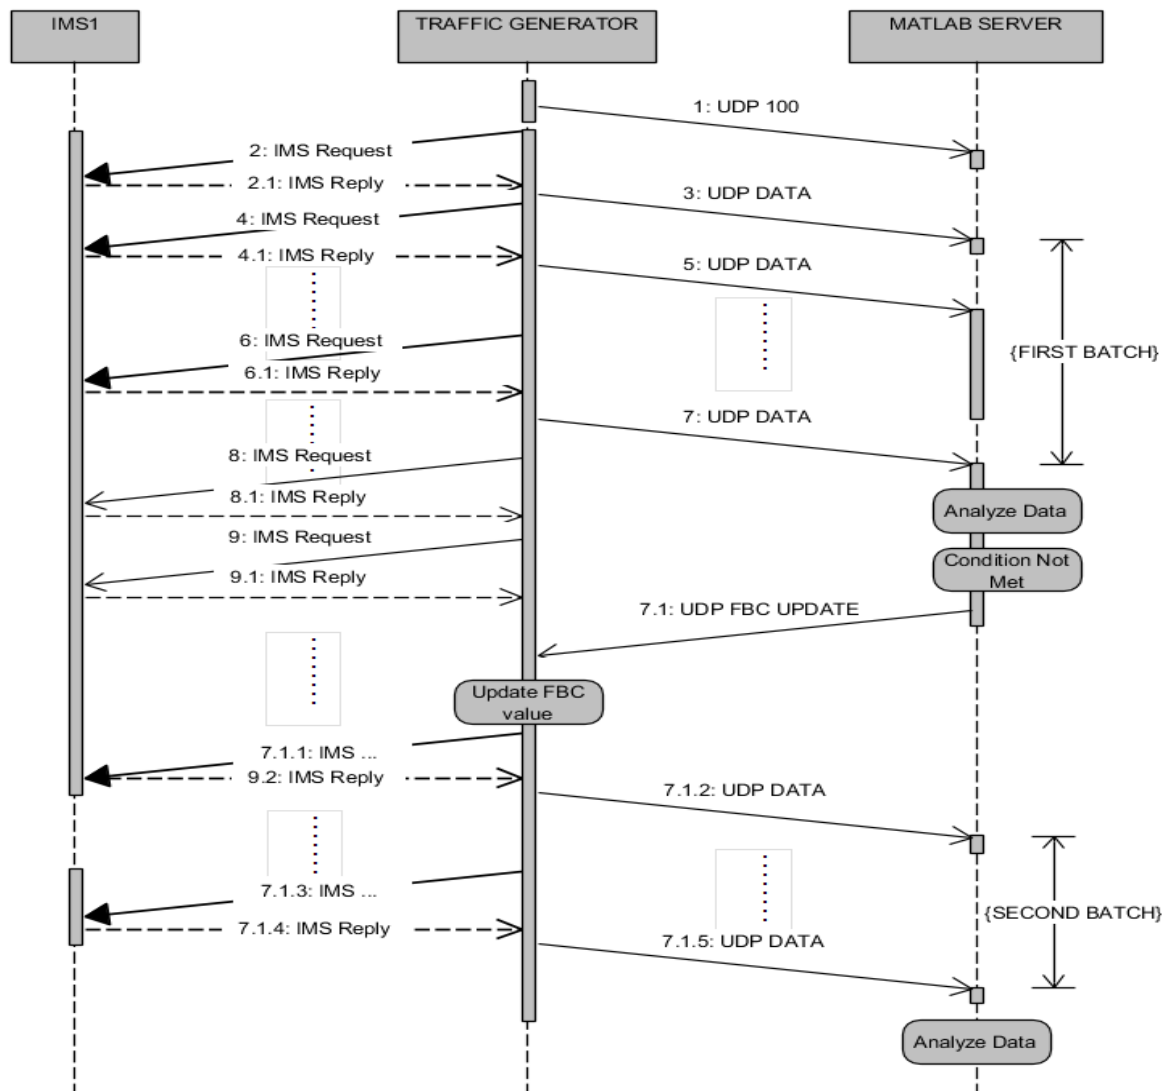 IMS1
TRAFFIC GENERATOR
MATLAB SERVER
1: UDP 100
2: IMS Request
2.1: IMS Reply
3: UDP DATA
4: IMS Request
4.1: IMS Reply
5: UDP DATA
6: IMS Request
{FIRST BATCH}
6.1: IMS Reply
7: UDP DATA
8: IMS Request
8.1: IMS Reply
Analyze Data
9: IMS Request
Condition Not
Met
9.1: IMS Reply
7.1: UDP FBC UPDATE
Update FBC
value
7.1.1: IMS ...
9.2: IMS Reply
7.1.2: UDP DATA
7.1.3: IMS ...
{SECOND BATCH}
7.1.4: IMS Reply
7.1.5: UDP DATA
Analyze Data